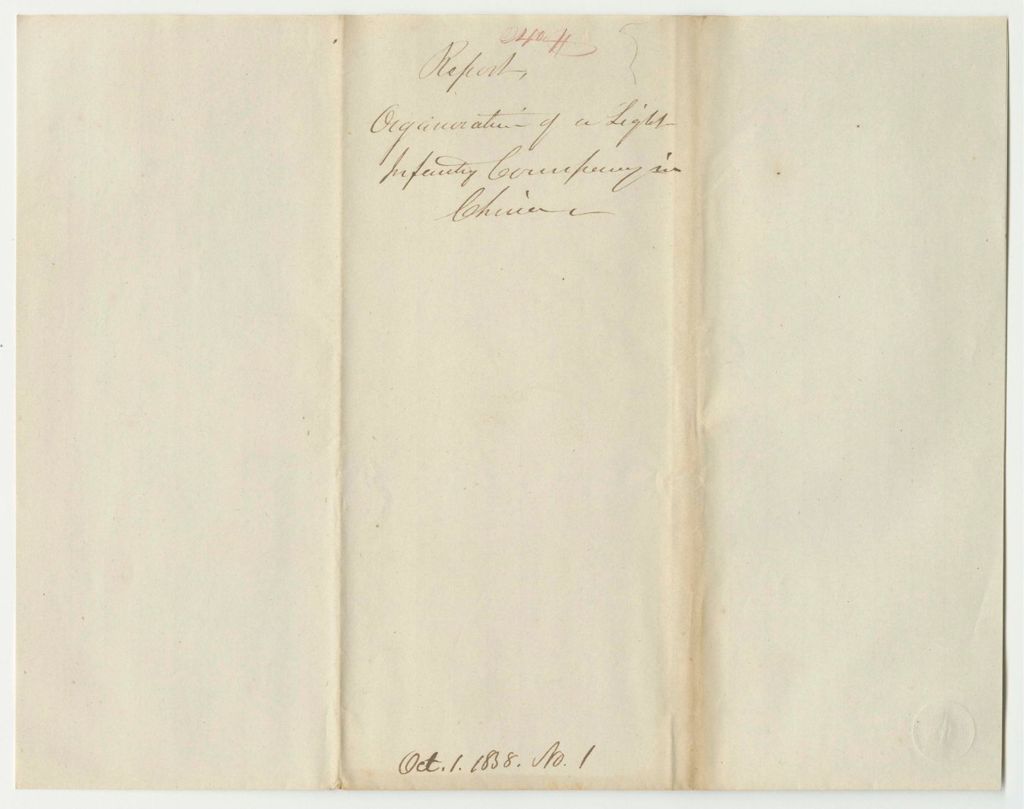 Report,
Organization of a Light
Infantry Company in
China
Oct. 1. 1838. No. 1